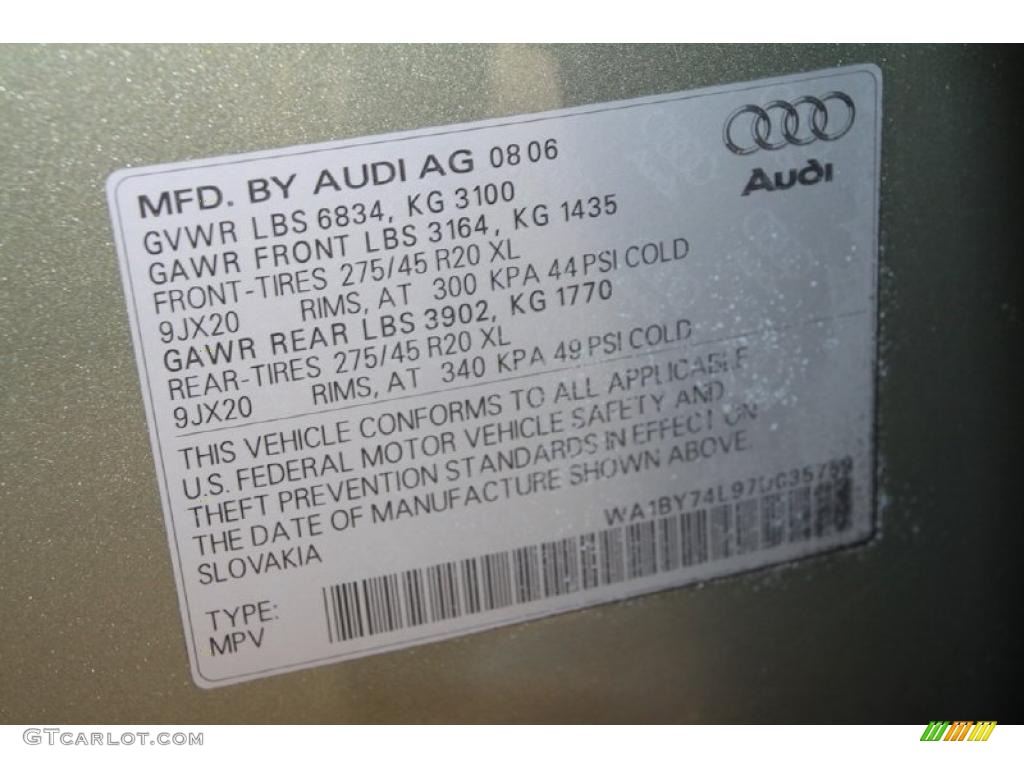 Audi
MFD. BY AUDI AG 0806
GVWR LBS 6834, KG 3100
GAWR FRONT LBS 3164, KG 1435
FRONT-TIRES 275/45 R20 XL
9JX20 RIMS, AT 300 KPA 44 PSI COLD
GAWR REAR LBS 3902, KG 1770
REAR-TIRES 275/45 R20 XL
9JX20 RIMS, AT 340 KPA 49 PSI COLD
THIS VEHICLE CONFORMS TO ALL APPLICABLE
U.S. FEDERAL MOTOR VEHICLE SAFETY AND
THEFT PREVENTION STANDARDS IN EFFECT ON
THE DATE OF MANUFACTURE SHOWN ABOVE.
SLOVAKIA
TYPE:
MPV
GTCARLOT.COM